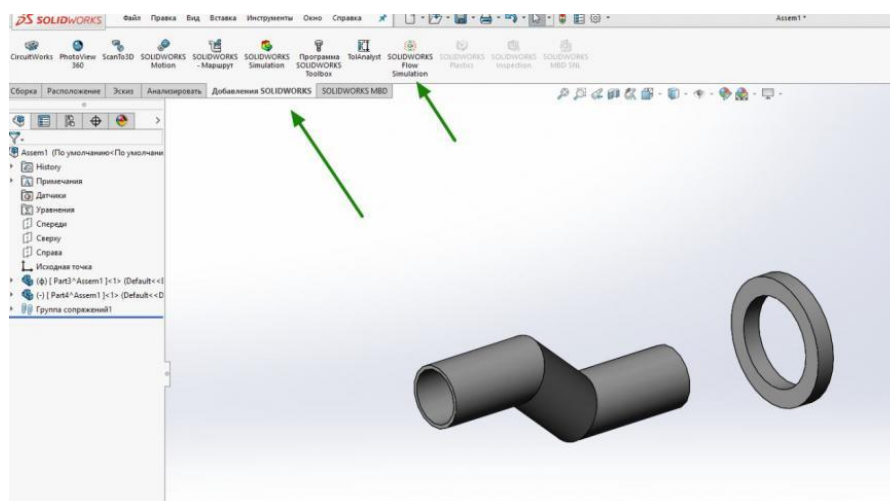 SOLIDWORKS Файл Правка Вид Вставка Инструменты Окно Справка Assem1 *
CircuitWorks PhotoView 360 ScanTo3D SOLIDWORKS Motion SOLIDWORKS - Маршрут SOLIDWORKS Simulation Программа SOLIDWORKS Toolbox TolAnalyst SOLIDWORKS Flow Simulation SOLIDWORKS Plastics SOLIDWORKS Inspection SOLIDWORKS MBD SNL
Сборка Расположение Эскиз Анализировать Добавления SOLIDWORKS SOLIDWORKS MBD
Assem1 (По умолчанию<По умолчани
History
Примечания
Датчики
Уравнения
Спереди
Сверху
Справа
Исходная точка
(ф) [ Part3^Assem1 ]<1> (Default<<
(-) [ Part4^Assem1 ]<1> (Default<<D
Группа сопряжений1